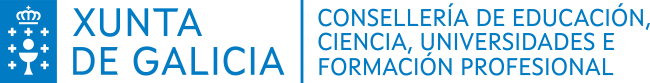 XUNTA
DE GALICIA
CONSELLERÍA DE EDUCACIÓN,
CIENCIA, UNIVERSIDADES E
FORMACIÓN PROFESIONAL